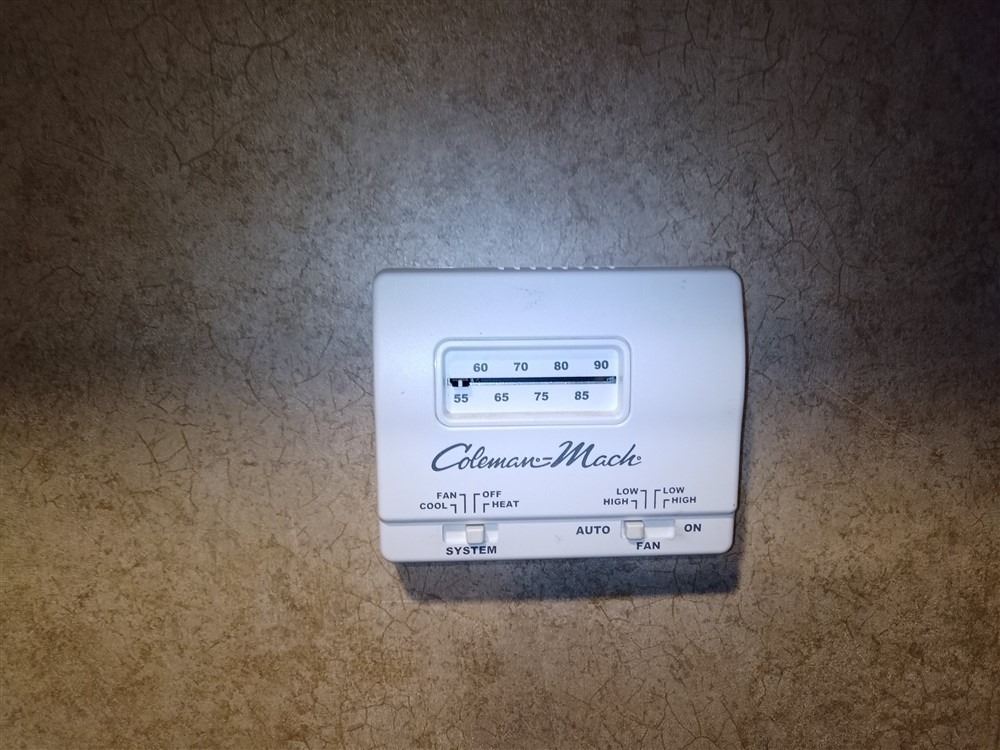 60 70 80 90
55 65 75 85
Coleman-Mach
FAN OFF
COOL HEAT
LOW LOW
HIGH HIGH
AUTO ON
SYSTEM FAN